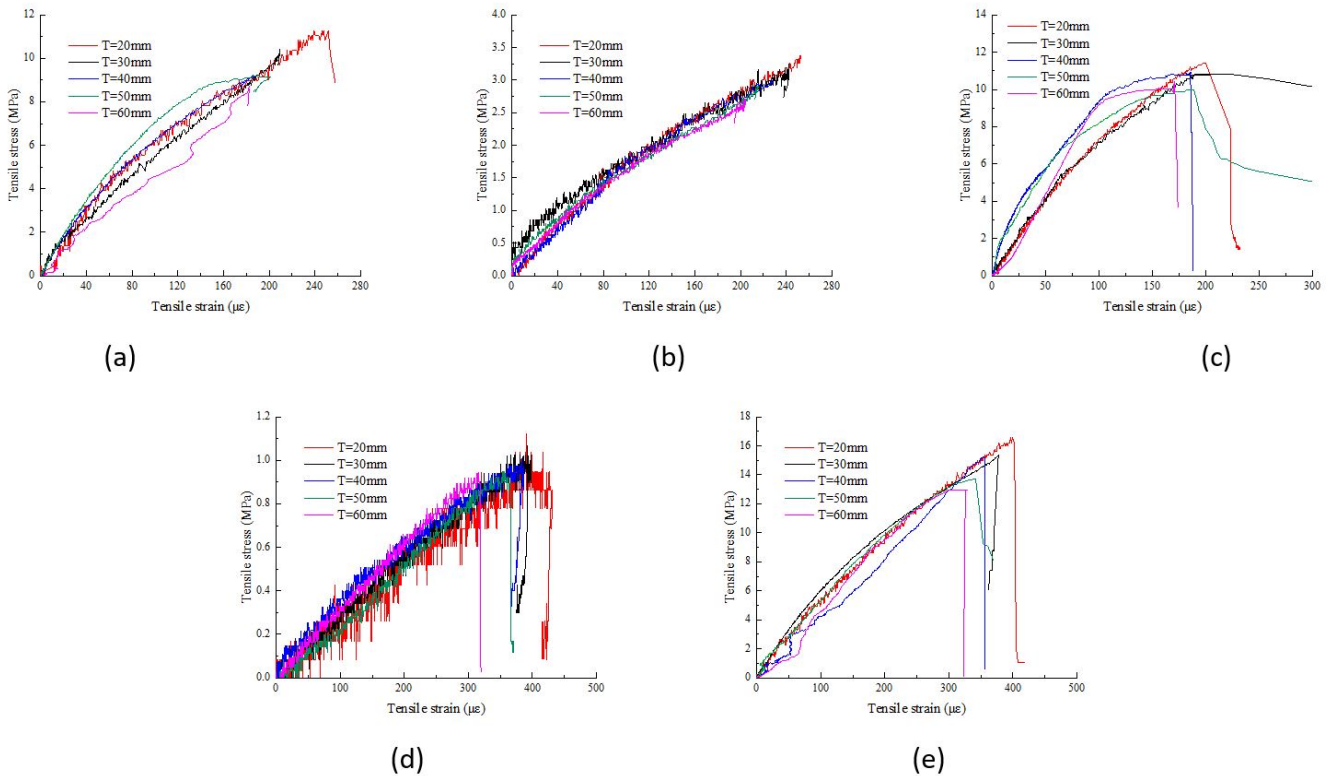 12
10
8
6
4
2
0
Tensile stress (MPa)
T=20mm
T=30mm
T=40mm
T=50mm
T=60mm
0 40 80 120 160 200 240 280
Tensile strain (με)
(a)
4.0
3.5
3.0
2.5
2.0
1.5
1.0
0.5
0.0
Tensile stress (MPa)
T=20mm
T=30mm
T=40mm
T=50mm
T=60mm
0 40 80 120 160 200 240 280
Tensile strain (με)
(b)
14
12
10
8
6
4
2
0
Tensile stress (MPa)
T=20mm
T=30mm
T=40mm
T=50mm
T=60mm
0 50 100 150 200 250 300
Tensile strain (με)
(c)
1.2
1.0
0.8
0.6
0.4
0.2
0.0
Tensile stress (MPa)
T=20mm
T=30mm
T=40mm
T=50mm
T=60mm
0 100 200 300 400 500
Tensile strain (με)
(d)
18
16
14
12
10
8
6
4
2
0
Tensile stress (MPa)
T=20mm
T=30mm
T=40mm
T=50mm
T=60mm
0 100 200 300 400 500
Tensile strain (με)
(e)